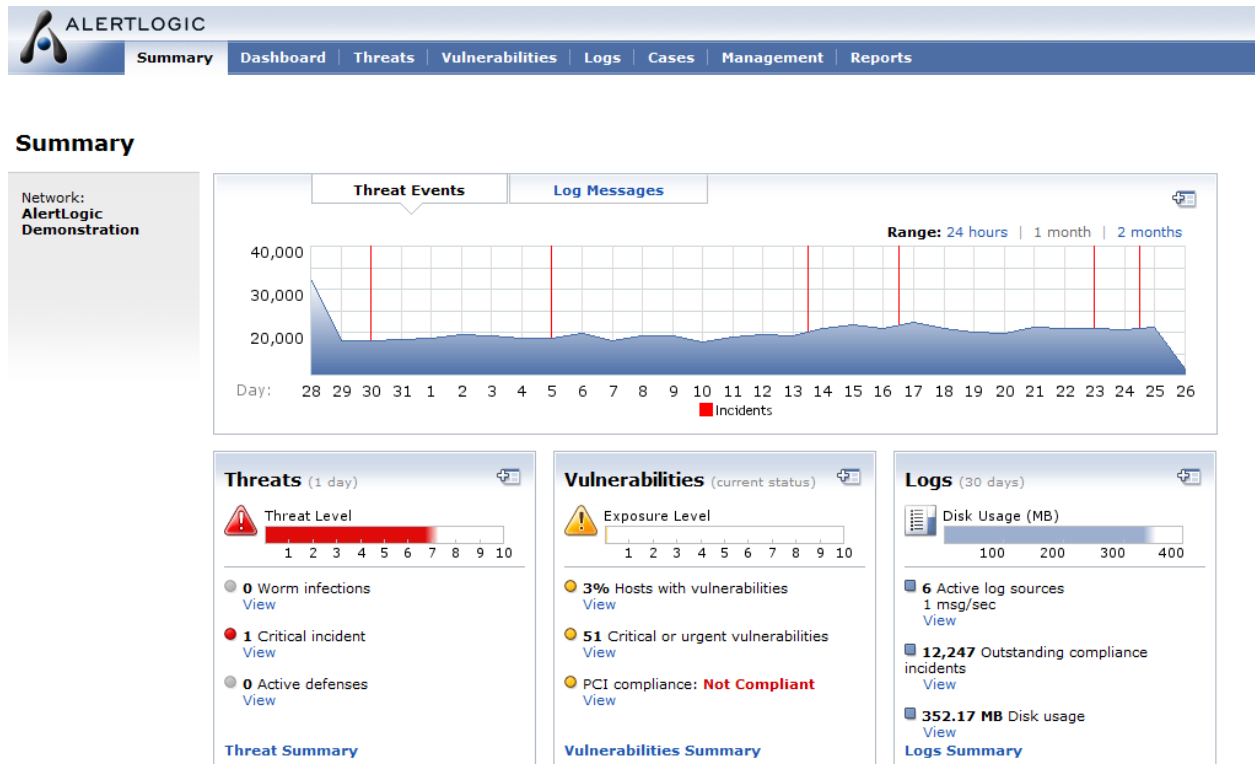 ALERTLOGIC
Summary Dashboard Threats Vulnerabilities Logs Cases Management Reports
Summary
Network:
AlertLogic
Demonstration
Threat Events Log Messages
Range: 24 hours | 1 month | 2 months
40,000
30,000
20,000
Day: 28 29 30 31 1 2 3 4 5 6 7 8 9 10 11 12 13 14 15 16 17 18 19 20 21 22 23 24 25 26
Incidents
Threats (1 day)
Threat Level
1 2 3 4 5 6 7 8 9 10
0 Worm infections
View
1 Critical incident
View
0 Active defenses
View
Threat Summary
Vulnerabilities (current status)
Exposure Level
1 2 3 4 5 6 7 8 9 10
3% Hosts with vulnerabilities
View
51 Critical or urgent vulnerabilities
View
PCI compliance: Not Compliant
View
Vulnerabilities Summary
Logs (30 days)
Disk Usage (MB)
100 200 300 400
6 Active log sources
1 msg/sec
View
12,247 Outstanding compliance
incidents
View
352.17 MB Disk usage
View
Logs Summary